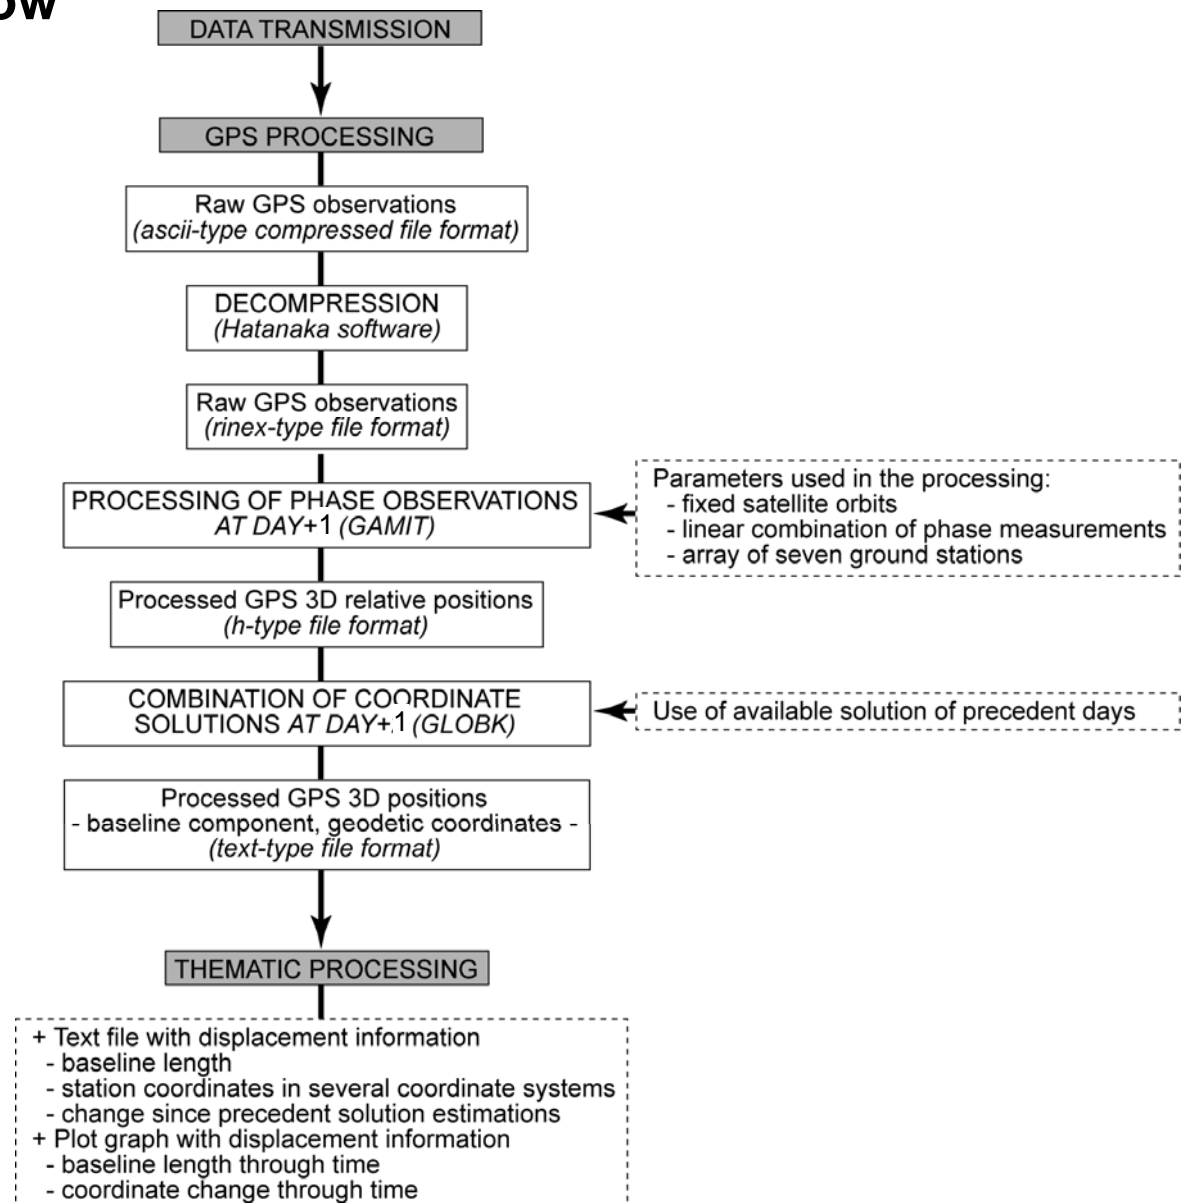 ow
DATA TRANSMISSION
GPS PROCESSING
Raw GPS observations
(ascii-type compressed file format)
DECOMPRESSION
(Hatanaka software)
Raw GPS observations
(rinex-type file format)
PROCESSING OF PHASE OBSERVATIONS
AT DAY+1 (GAMIT)
Parameters used in the processing:
- fixed satellite orbits
- linear combination of phase measurements
- array of seven ground stations
Processed GPS 3D relative positions
(h-type file format)
COMBINATION OF COORDINATE
SOLUTIONS AT DAY+1 (GLOBK)
Use of available solution of precedent days
Processed GPS 3D positions
- baseline component, geodetic coordinates -
(text-type file format)
THEMATIC PROCESSING
+ Text file with displacement information
- baseline length
- station coordinates in several coordinate systems
- change since precedent solution estimations
+ Plot graph with displacement information
- baseline length through time
- coordinate change through time